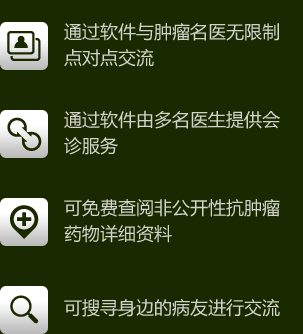 通过软件与肿瘤名医无限制
点对点交流
通过软件由多名医生提供会
诊服务
可免费查阅非公开性抗肿瘤
药物详细资料
可搜寻身边的病友进行交流